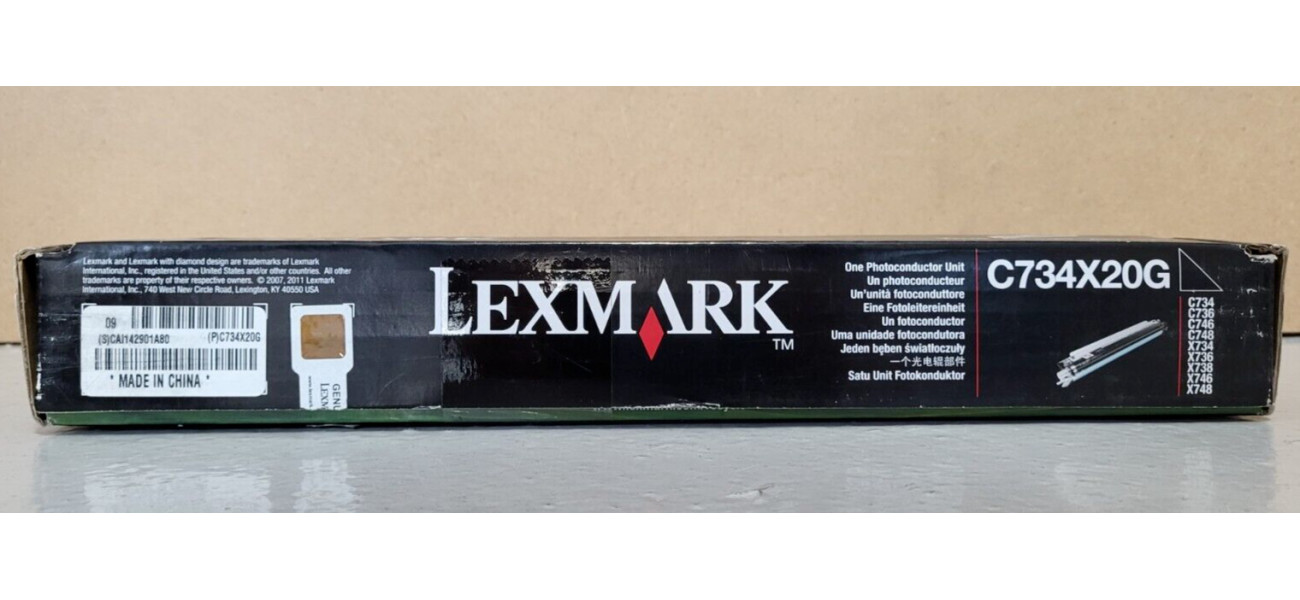 Lexmark and Lexmark with diamond design are trademarks of Lexmark
International, Inc., registered in the United States and/or other countries. All other
trademarks are property of their respective owners. © 2007, 2011 Lexmark
International, Inc., 740 West New Circle Road, Lexington, KY 40550 USA
09
(S)CAI142901A80 (P)C734X20G
* MADE IN CHINA *
GENU
LEXM
LEXMARK
TM
One Photoconductor Unit
Un photoconducteur
Un'unità fotoconduttore
Eine Fotoleitereinheit
Un fotoconductor
Uma unidade fotocondutora
Jeden bęben światłoczuły
一个光电辊部件
Satu Unit Fotokonduktor
C734X20G
C734
C736
C746
C748
X734
X736
X738
X746
X748